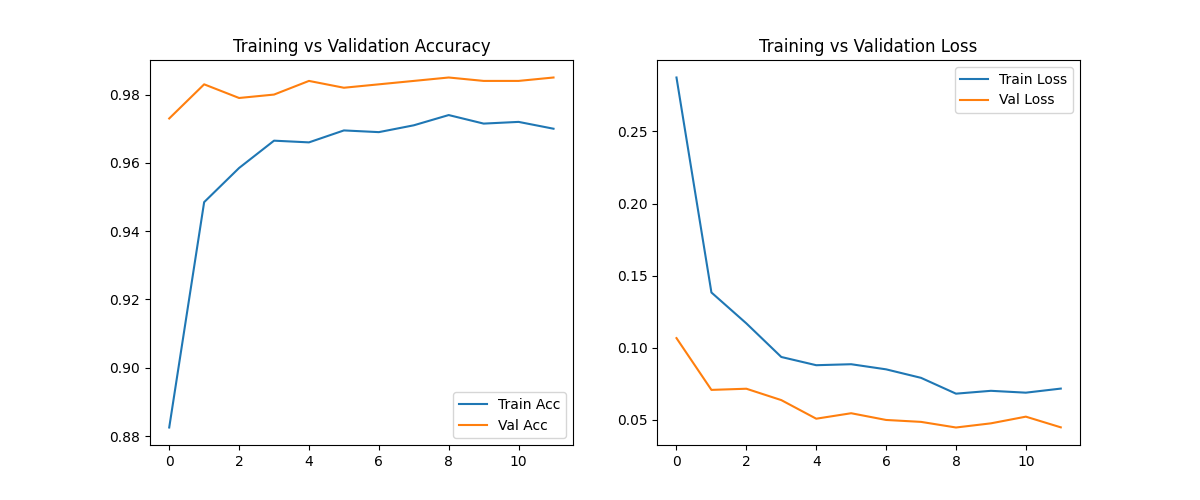 Training vs Validation Accuracy
0.98
0.96
0.94
0.92
0.90
0.88
0 2 4 6 8 10
Train Acc
Val Acc
Training vs Validation Loss
0.25
0.20
0.15
0.10
0.05
0 2 4 6 8 10
Train Loss
Val Loss